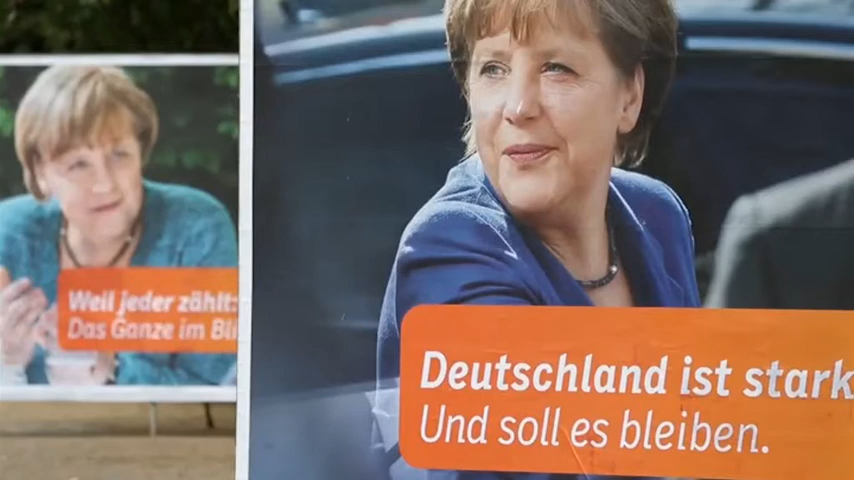 Weil jeder zählt:
Das Ganze im Bli
Deutschland ist stark
Und soll es bleiben.